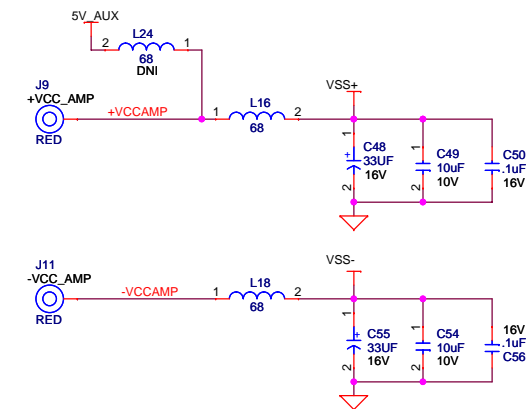 5V_AUX
L24
2
1
68
DNI
J9
+VCC_AMP
+VCCAMP
RED
L16
1
2
68
VSS+
1
+
C48
33UF
16V
2
1
C49
10uF
10V
2
C50
.1uF
16V
J11
-VCC_AMP
-VCCAMP
RED
L18
1
2
68
VSS-
1
+
C55
33UF
16V
2
1
C54
10uF
10V
2
16V
.1uF
C56